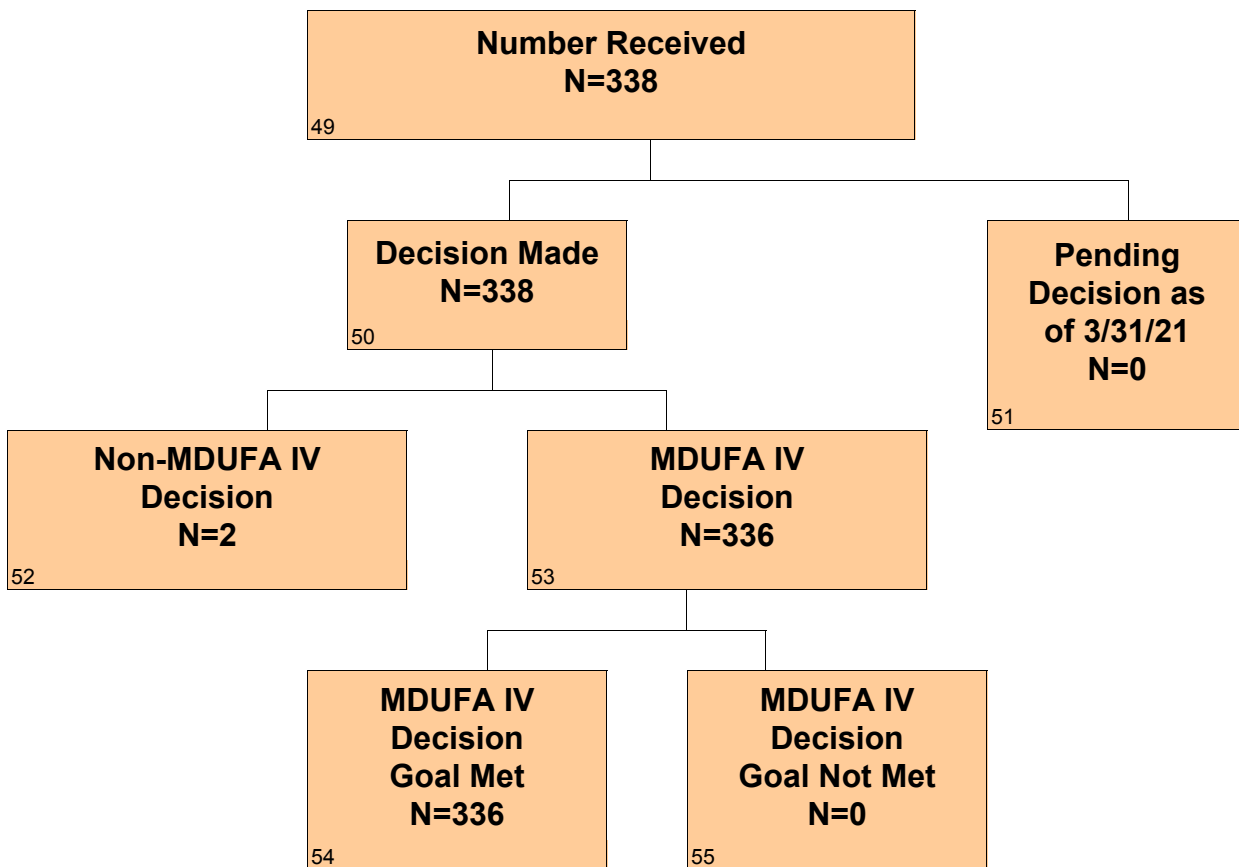 Number Received
N=338
49
Decision Made
N=338
50
Pending
Decision as
of 3/31/21
N=0
51
Non-MDUFA IV
Decision
N=2
52
MDUFA IV
Decision
N=336
53
MDUFA IV
Decision
Goal Met
N=336
54
MDUFA IV
Decision
Goal Not Met
N=0
55